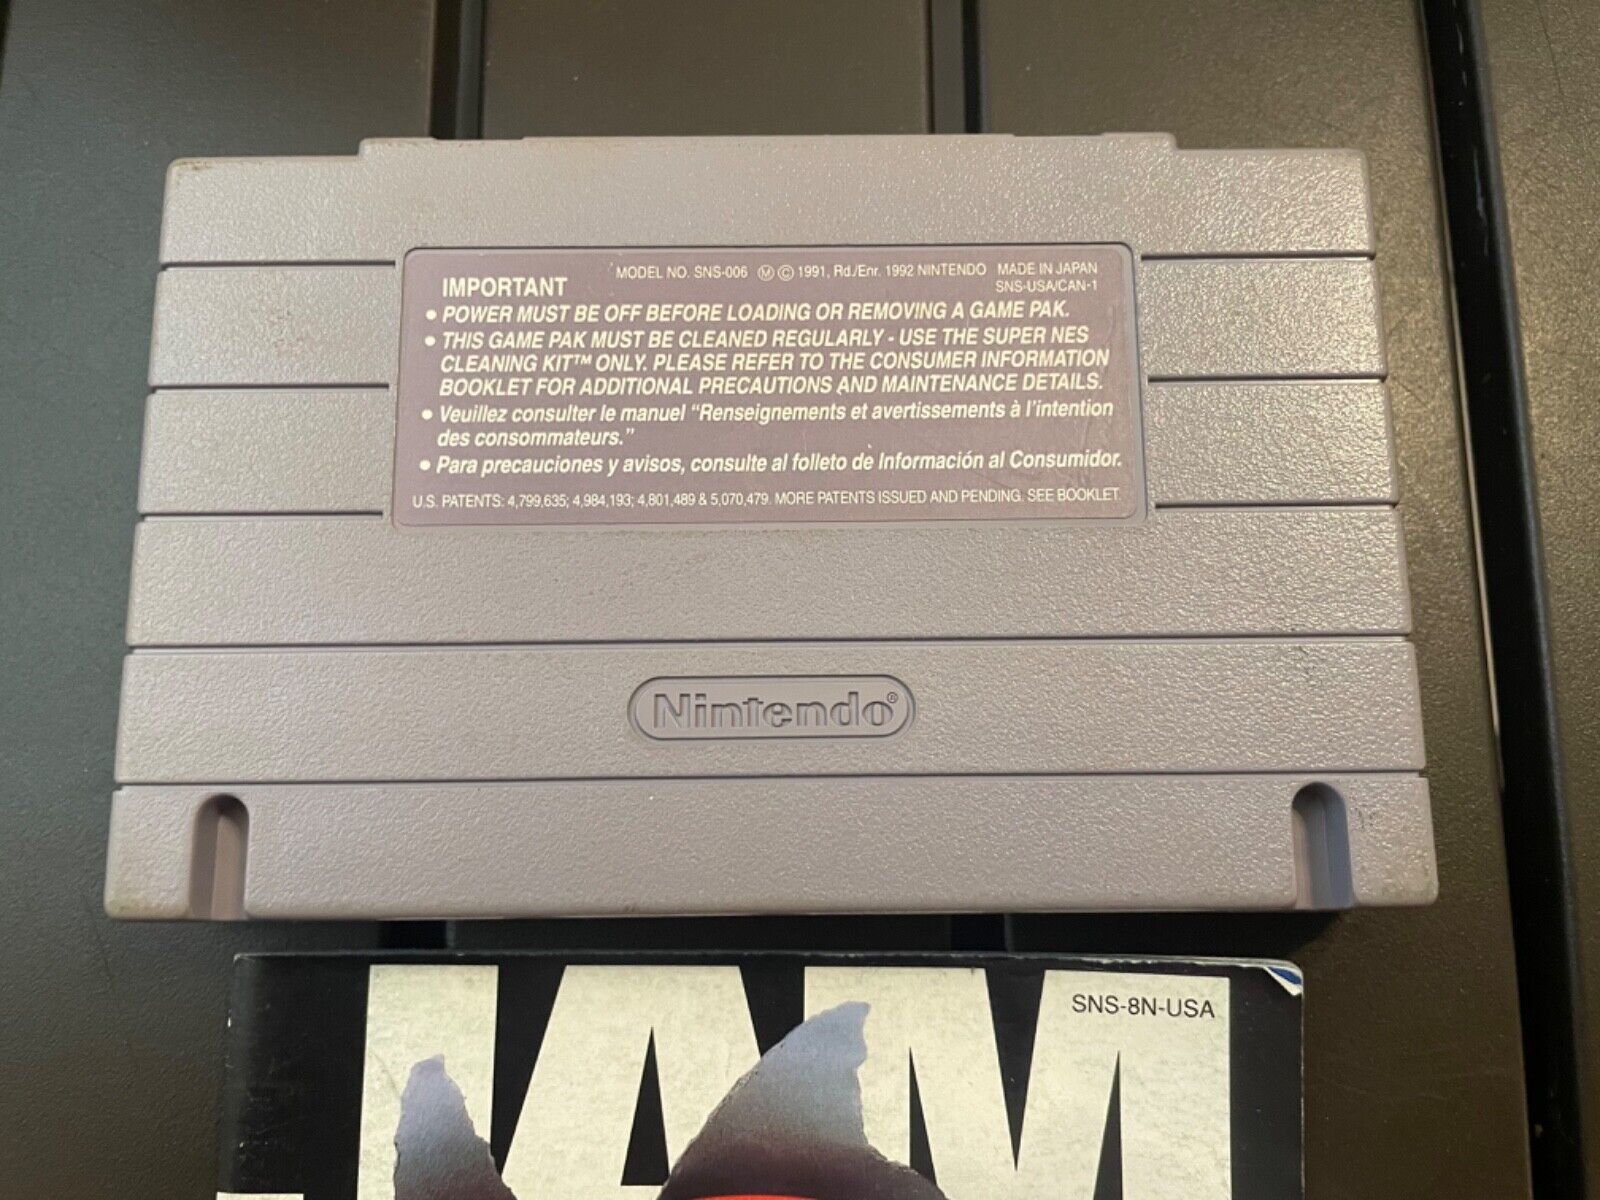 MODEL NO. SNS-006 Ⓜ © 1991, Rd./Enr. 1992 NINTENDO MADE IN JAPAN
SNS-USA/CAN-1
IMPORTANT
• POWER MUST BE OFF BEFORE LOADING OR REMOVING A GAME PAK.
• THIS GAME PAK MUST BE CLEANED REGULARLY - USE THE SUPER NES
CLEANING KIT™ ONLY. PLEASE REFER TO THE CONSUMER INFORMATION
BOOKLET FOR ADDITIONAL PRECAUTIONS AND MAINTENANCE DETAILS.
• Veuillez consulter le manuel “Renseignements et avertissements à l’intention
des consommateurs.”
• Para precauciones y avisos, consulte al folleto de Información al Consumidor.
U.S. PATENTS: 4,799,635; 4,984,193; 4,801,489 & 5,070,479. MORE PATENTS ISSUED AND PENDING. SEE BOOKLET
Nintendo®
JAM
SNS-8N-USA